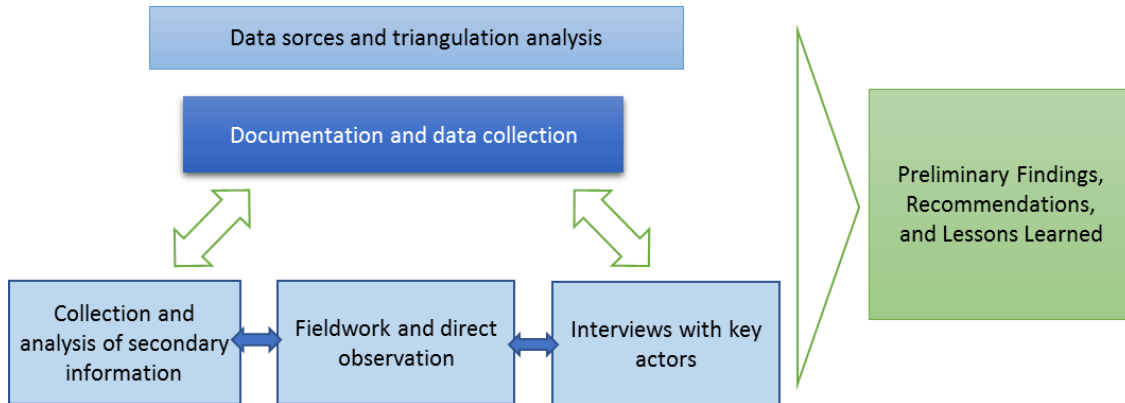 Data sorces and triangulation analysis
Documentation and data collection
Preliminary Findings,
Recommendations,
and Lessons Learned
Collection and
analysis of secondary
information
Fieldwork and direct
observation
Interviews with key
actors